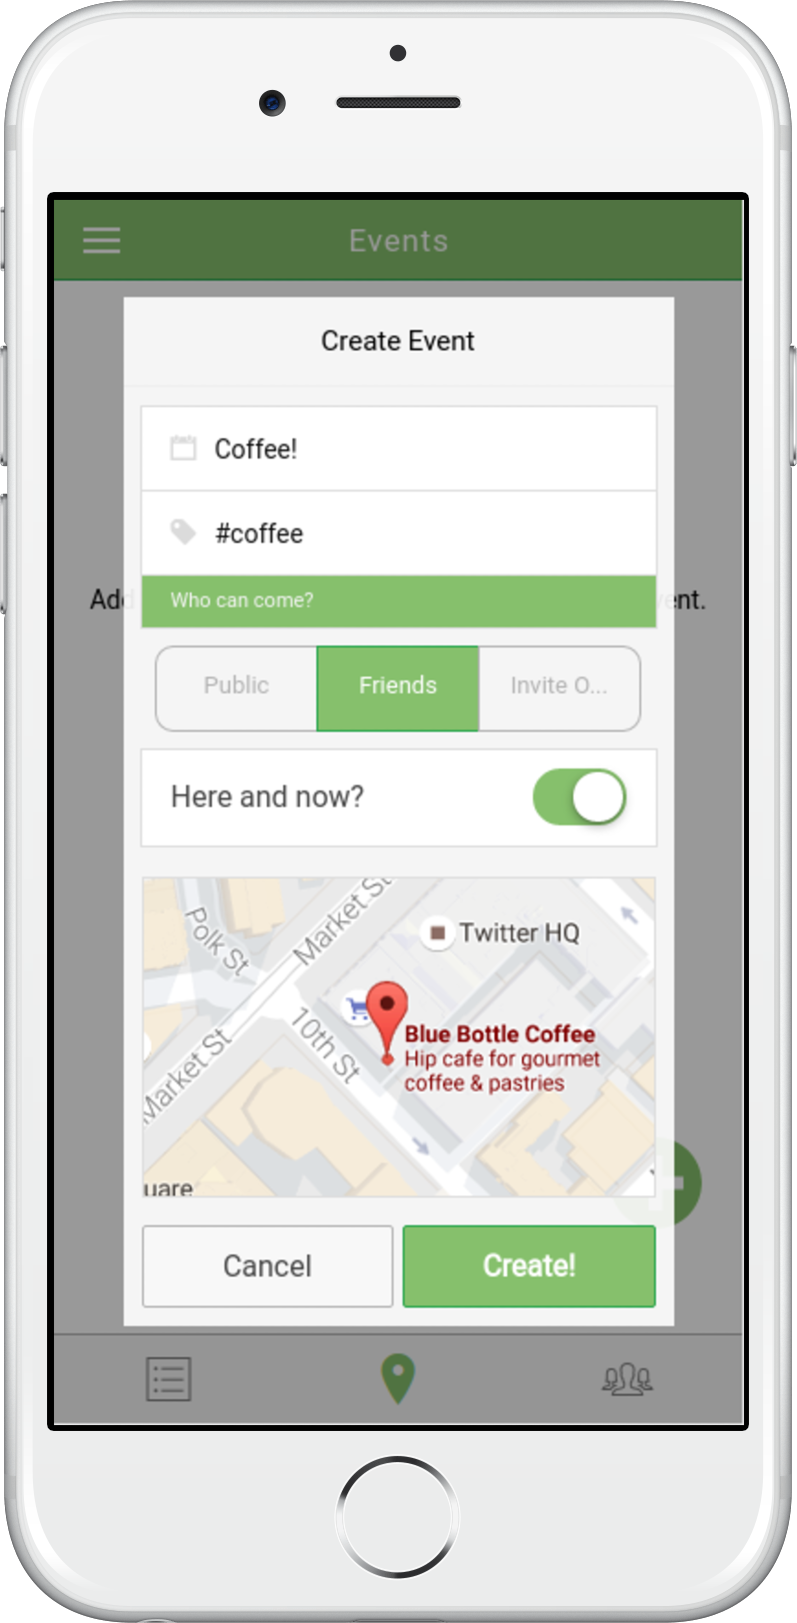 Events
Create Event
Coffee!
#coffee
Add
Who can come?
ent.
Public
Friends
Invite O...
Here and now?
Polk St
Market St
Twitter HQ
Market St
10th St
Blue Bottle Coffee
Hip cafe for gourmet
coffee & pastries
uare
Cancel
Create!